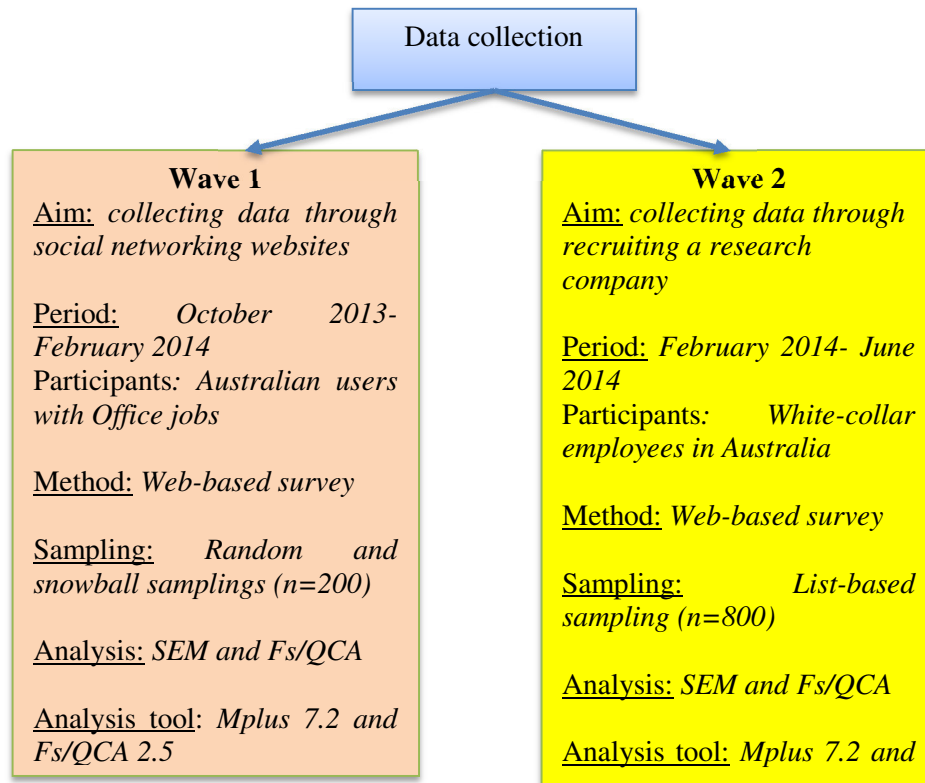 Data collection
Wave 1
Aim: collecting data through
social networking websites
Period: October 2013-
February 2014
Participants: Australian users
with Office jobs
Method: Web-based survey
Sampling: Random and
snowball samplings (n=200)
Analysis: SEM and Fs/QCA
Analysis tool: Mplus 7.2 and
Fs/QCA 2.5
Wave 2
Aim: collecting data through
recruiting a research
company
Period: February 2014- June
2014
Participants: White-collar
employees in Australia
Method: Web-based survey
Sampling: List-based
sampling (n=800)
Analysis: SEM and Fs/QCA
Analysis tool: Mplus 7.2 and